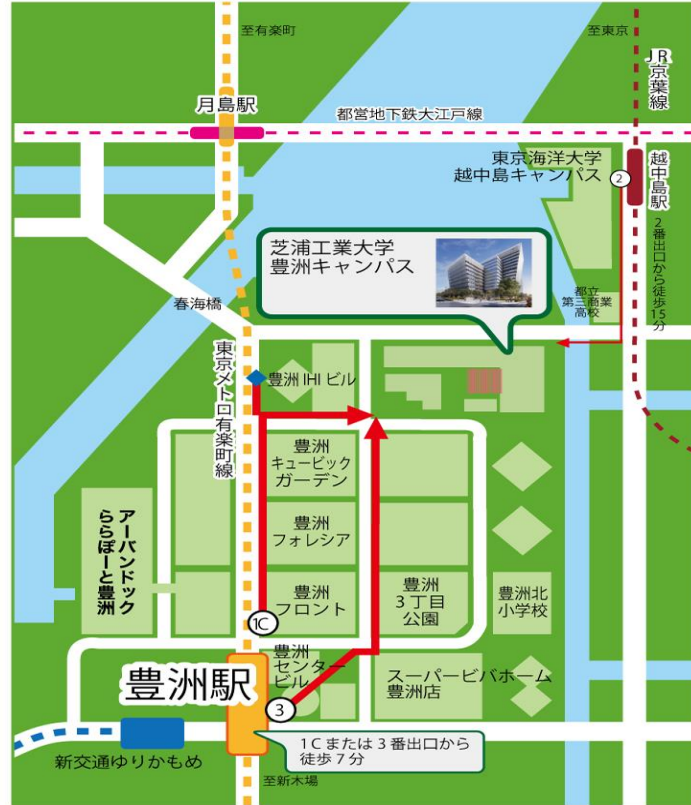 至有楽町
至東京
JR京葉線
月島駅
都営地下鉄大江戸線
東京海洋大学
越中島キャンパス
2
越中島駅
2番出口から徒歩15分
芝浦工業大学
豊洲キャンパス
都立
第三商業
高校
春海橋
東京メトロ有楽町線
豊洲IHIビル
豊洲
キュービック
ガーデン
アーバンドック
ららぽーと豊洲
豊洲
フォレシア
豊洲
フロント
豊洲
3丁目
公園
豊洲北
小学校
1C
豊洲
センター
ビル
豊洲駅
3
スーパービバホーム
豊洲店
新交通ゆりかもめ
1Cまたは3番出口から
徒歩7分
至新木場